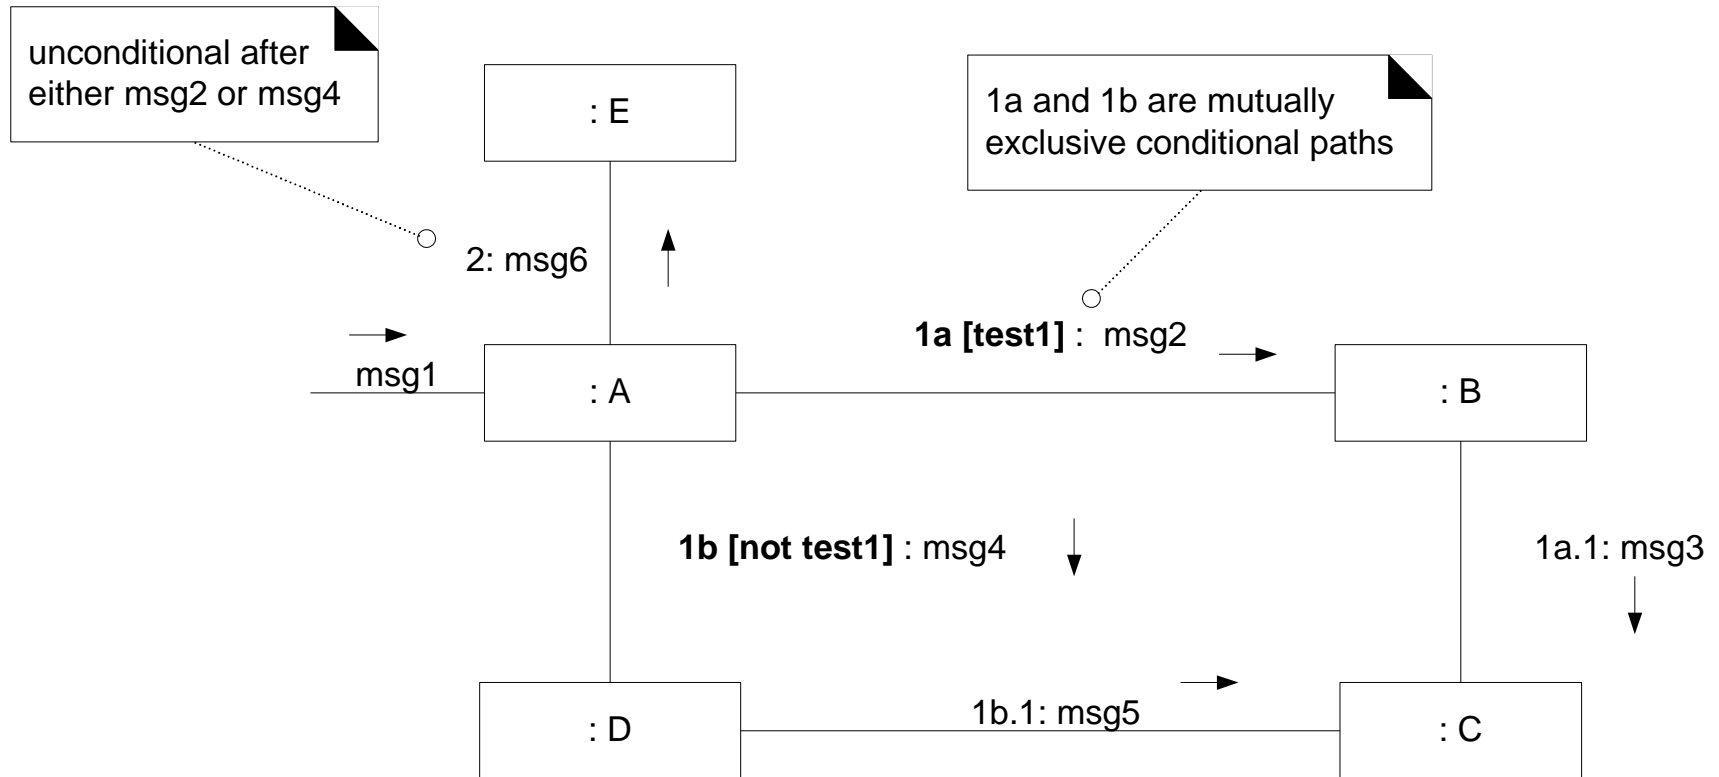 unconditional after
either msg2 or msg4
: E
1a and 1b are mutually
exclusive conditional paths
2: msg6
1a [test1] : msg2
msg1
: A
: B
1b [not test1] : msg4
1a.1: msg3
: D
1b.1: msg5
: C